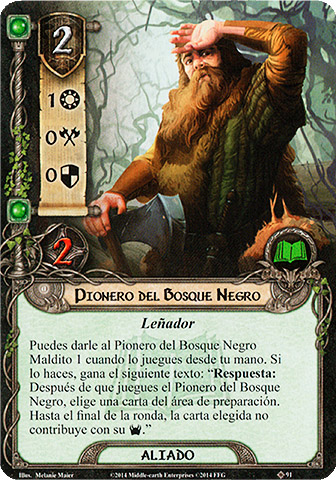 2
1
0
0
2
Pionero del Bosque Negro
Leñador
Puedes darle al Pionero del Bosque Negro
Maldito 1 cuando lo juegues desde tu mano. Si
lo haces, gana el siguiente texto: “Respuesta:
Después de que juegues el Pionero del Bosque
Negro, elige una carta del área de preparación.
Hasta el final de la ronda, la carta elegida no
contribuye con su .”
Aliado
Illus. Melanie Maier ©2014 Middle-earth Enterprises ©2014 FFG 91